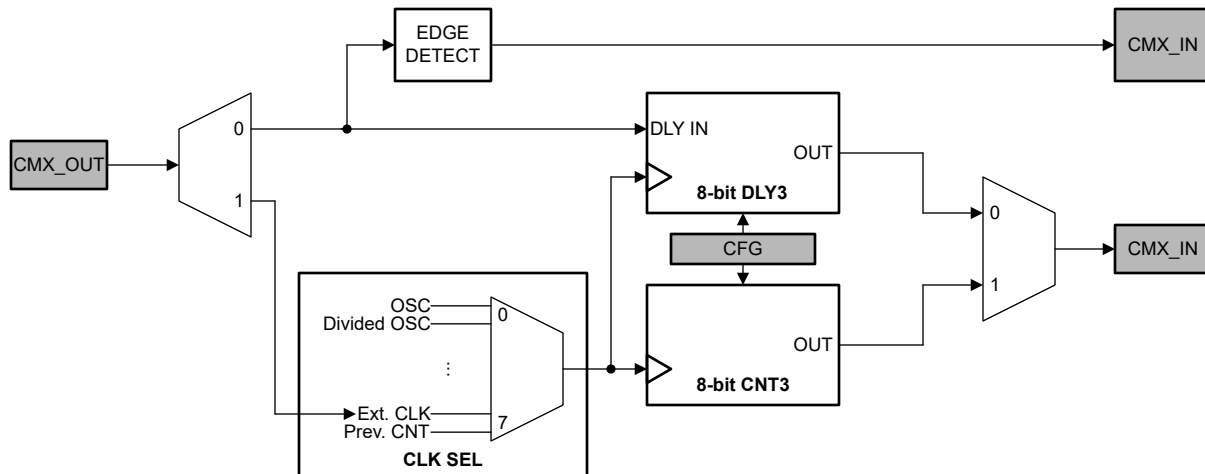 EDGE
DETECT
CMX_IN
0
DLY IN
CMX_OUT
OUT
1
8-bit DLY3
0
CFG
CMX_IN
1
OSC
0
Divided OSC
OUT
⋮
8-bit CNT3
Ext. CLK
7
Prev. CNT
CLK SEL